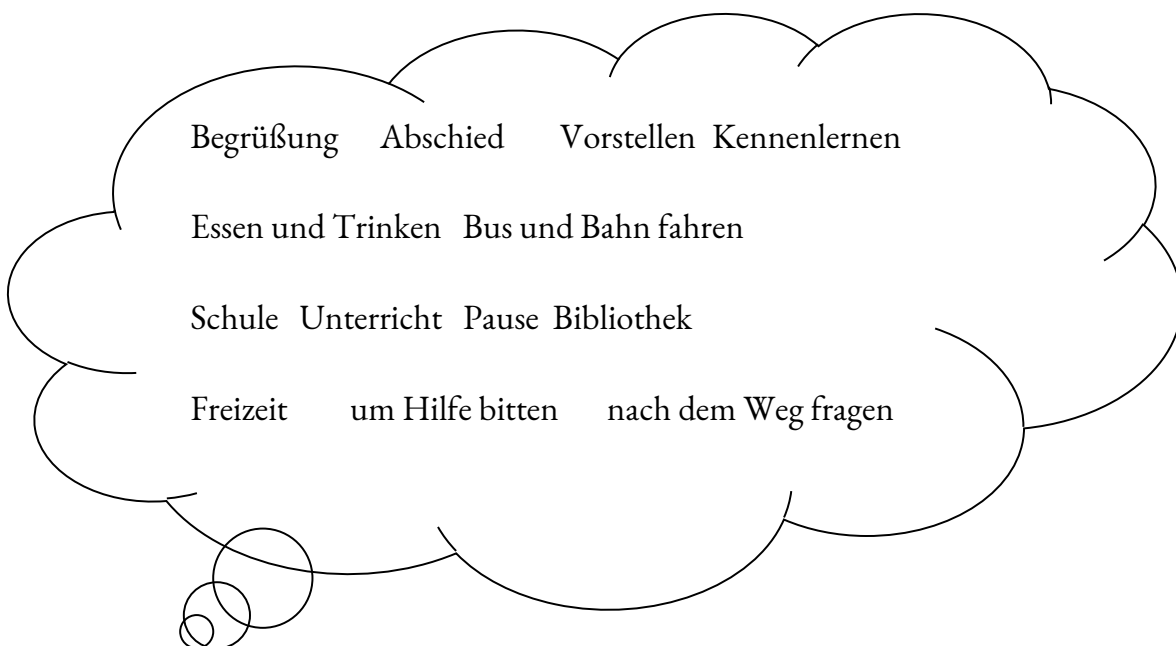 Begrüßung Abschied Vorstellen Kennenlernen
Essen und Trinken Bus und Bahn fahren
Schule Unterricht Pause Bibliothek
Freizeit um Hilfe bitten nach dem Weg fragen